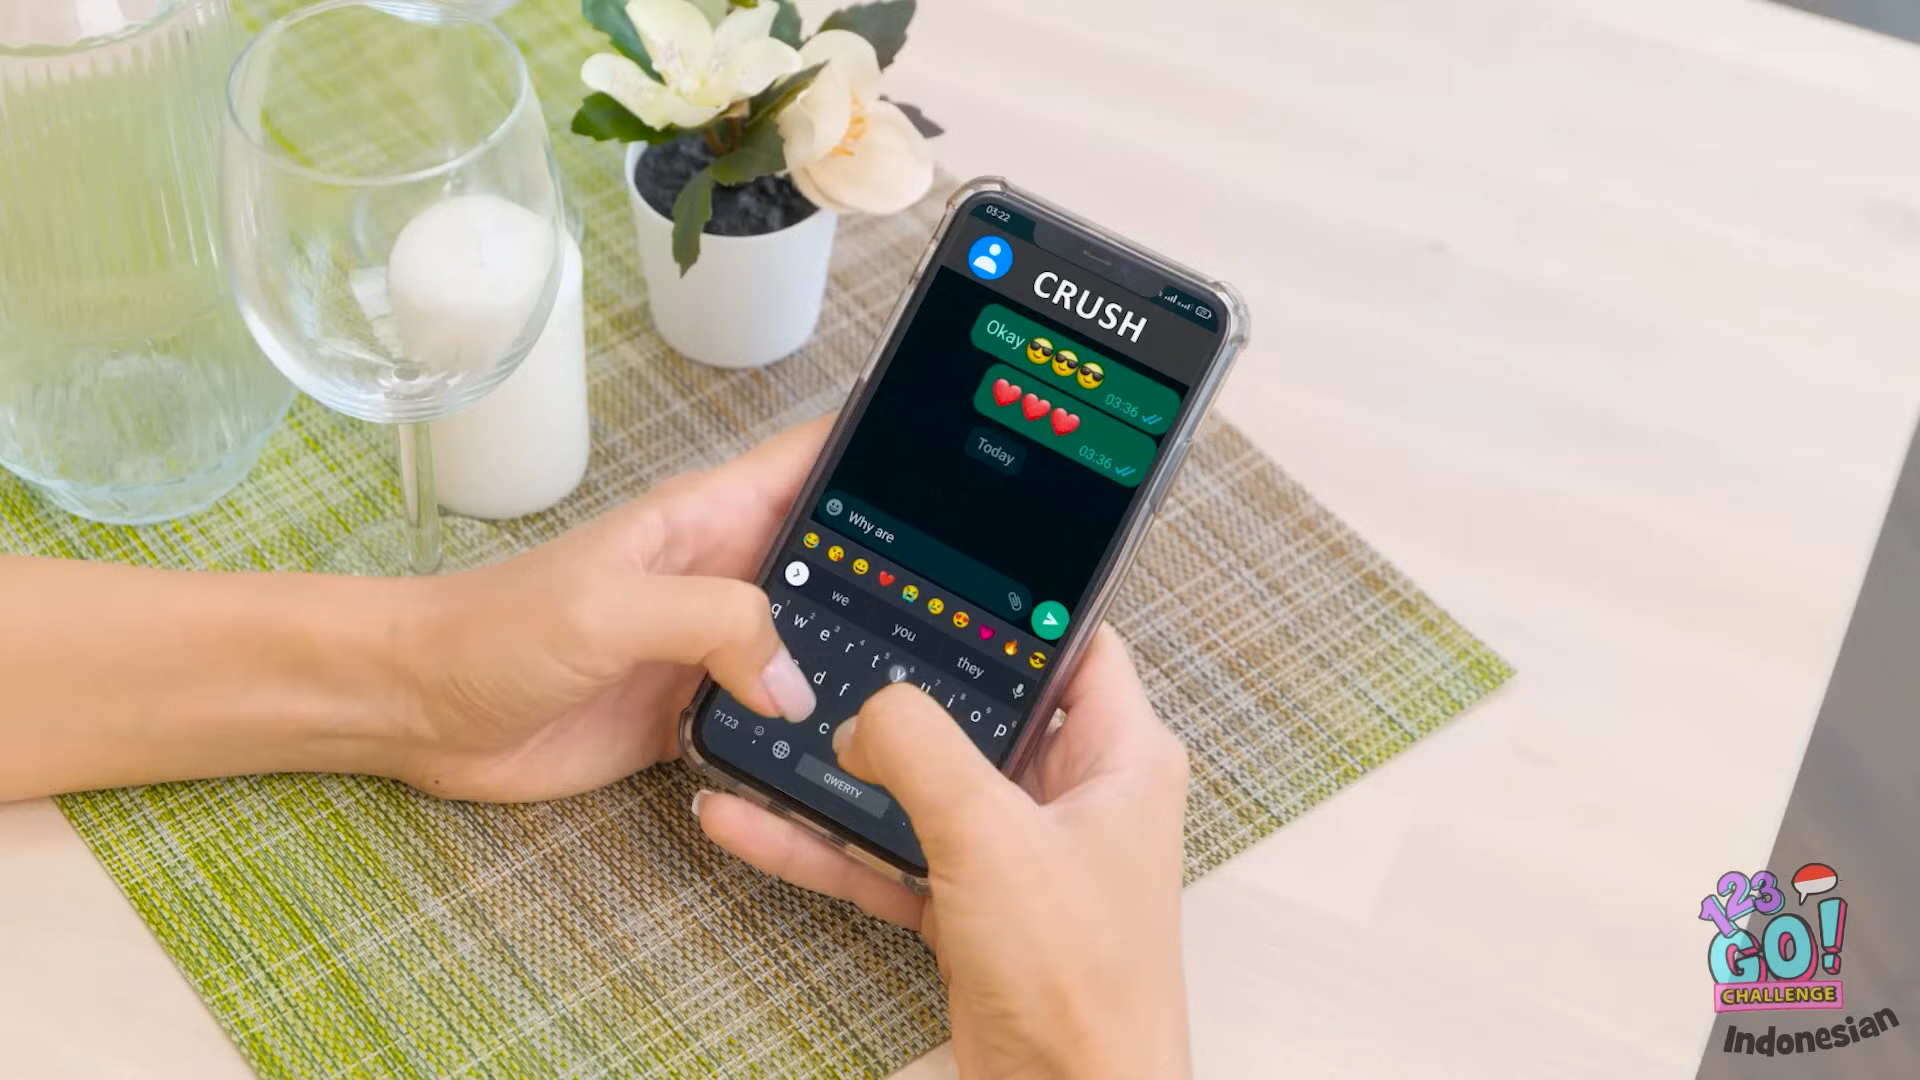 03:22
CRUSH
Okay 😎😎😎
03:36
❤️❤️❤️
03:36
Today
Why are
we you they
q w e r t y u i o p
d f
?123 , c
QWERTY
.
123
GO!
CHALLENGE
Indonesian